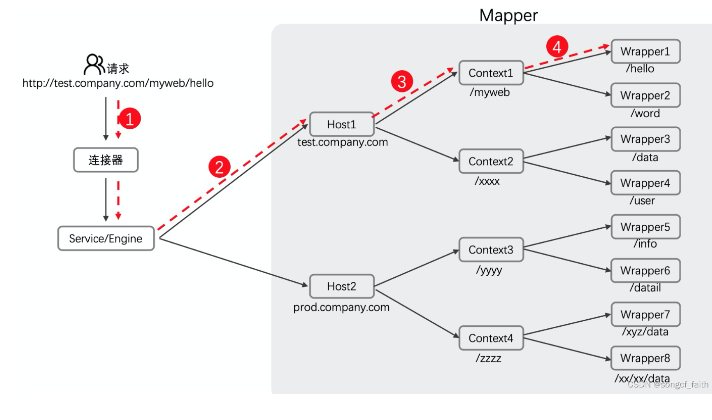 Mapper
请求
http://test.company.com/myweb/hello
1
连接器
Service/Engine
2
Host1
test.company.com
3
Context1
/myweb
4
Wrapper1
/hello
Wrapper2
/word
Context2
/xxxx
Wrapper3
/data
Wrapper4
/user
Host2
prod.company.com
Context3
/yyyy
Wrapper5
/info
Wrapper6
/datail
Context4
/zzzz
Wrapper7
/xyz/data
Wrapper8
/xx/xx/data
CSDN @songcf_faith